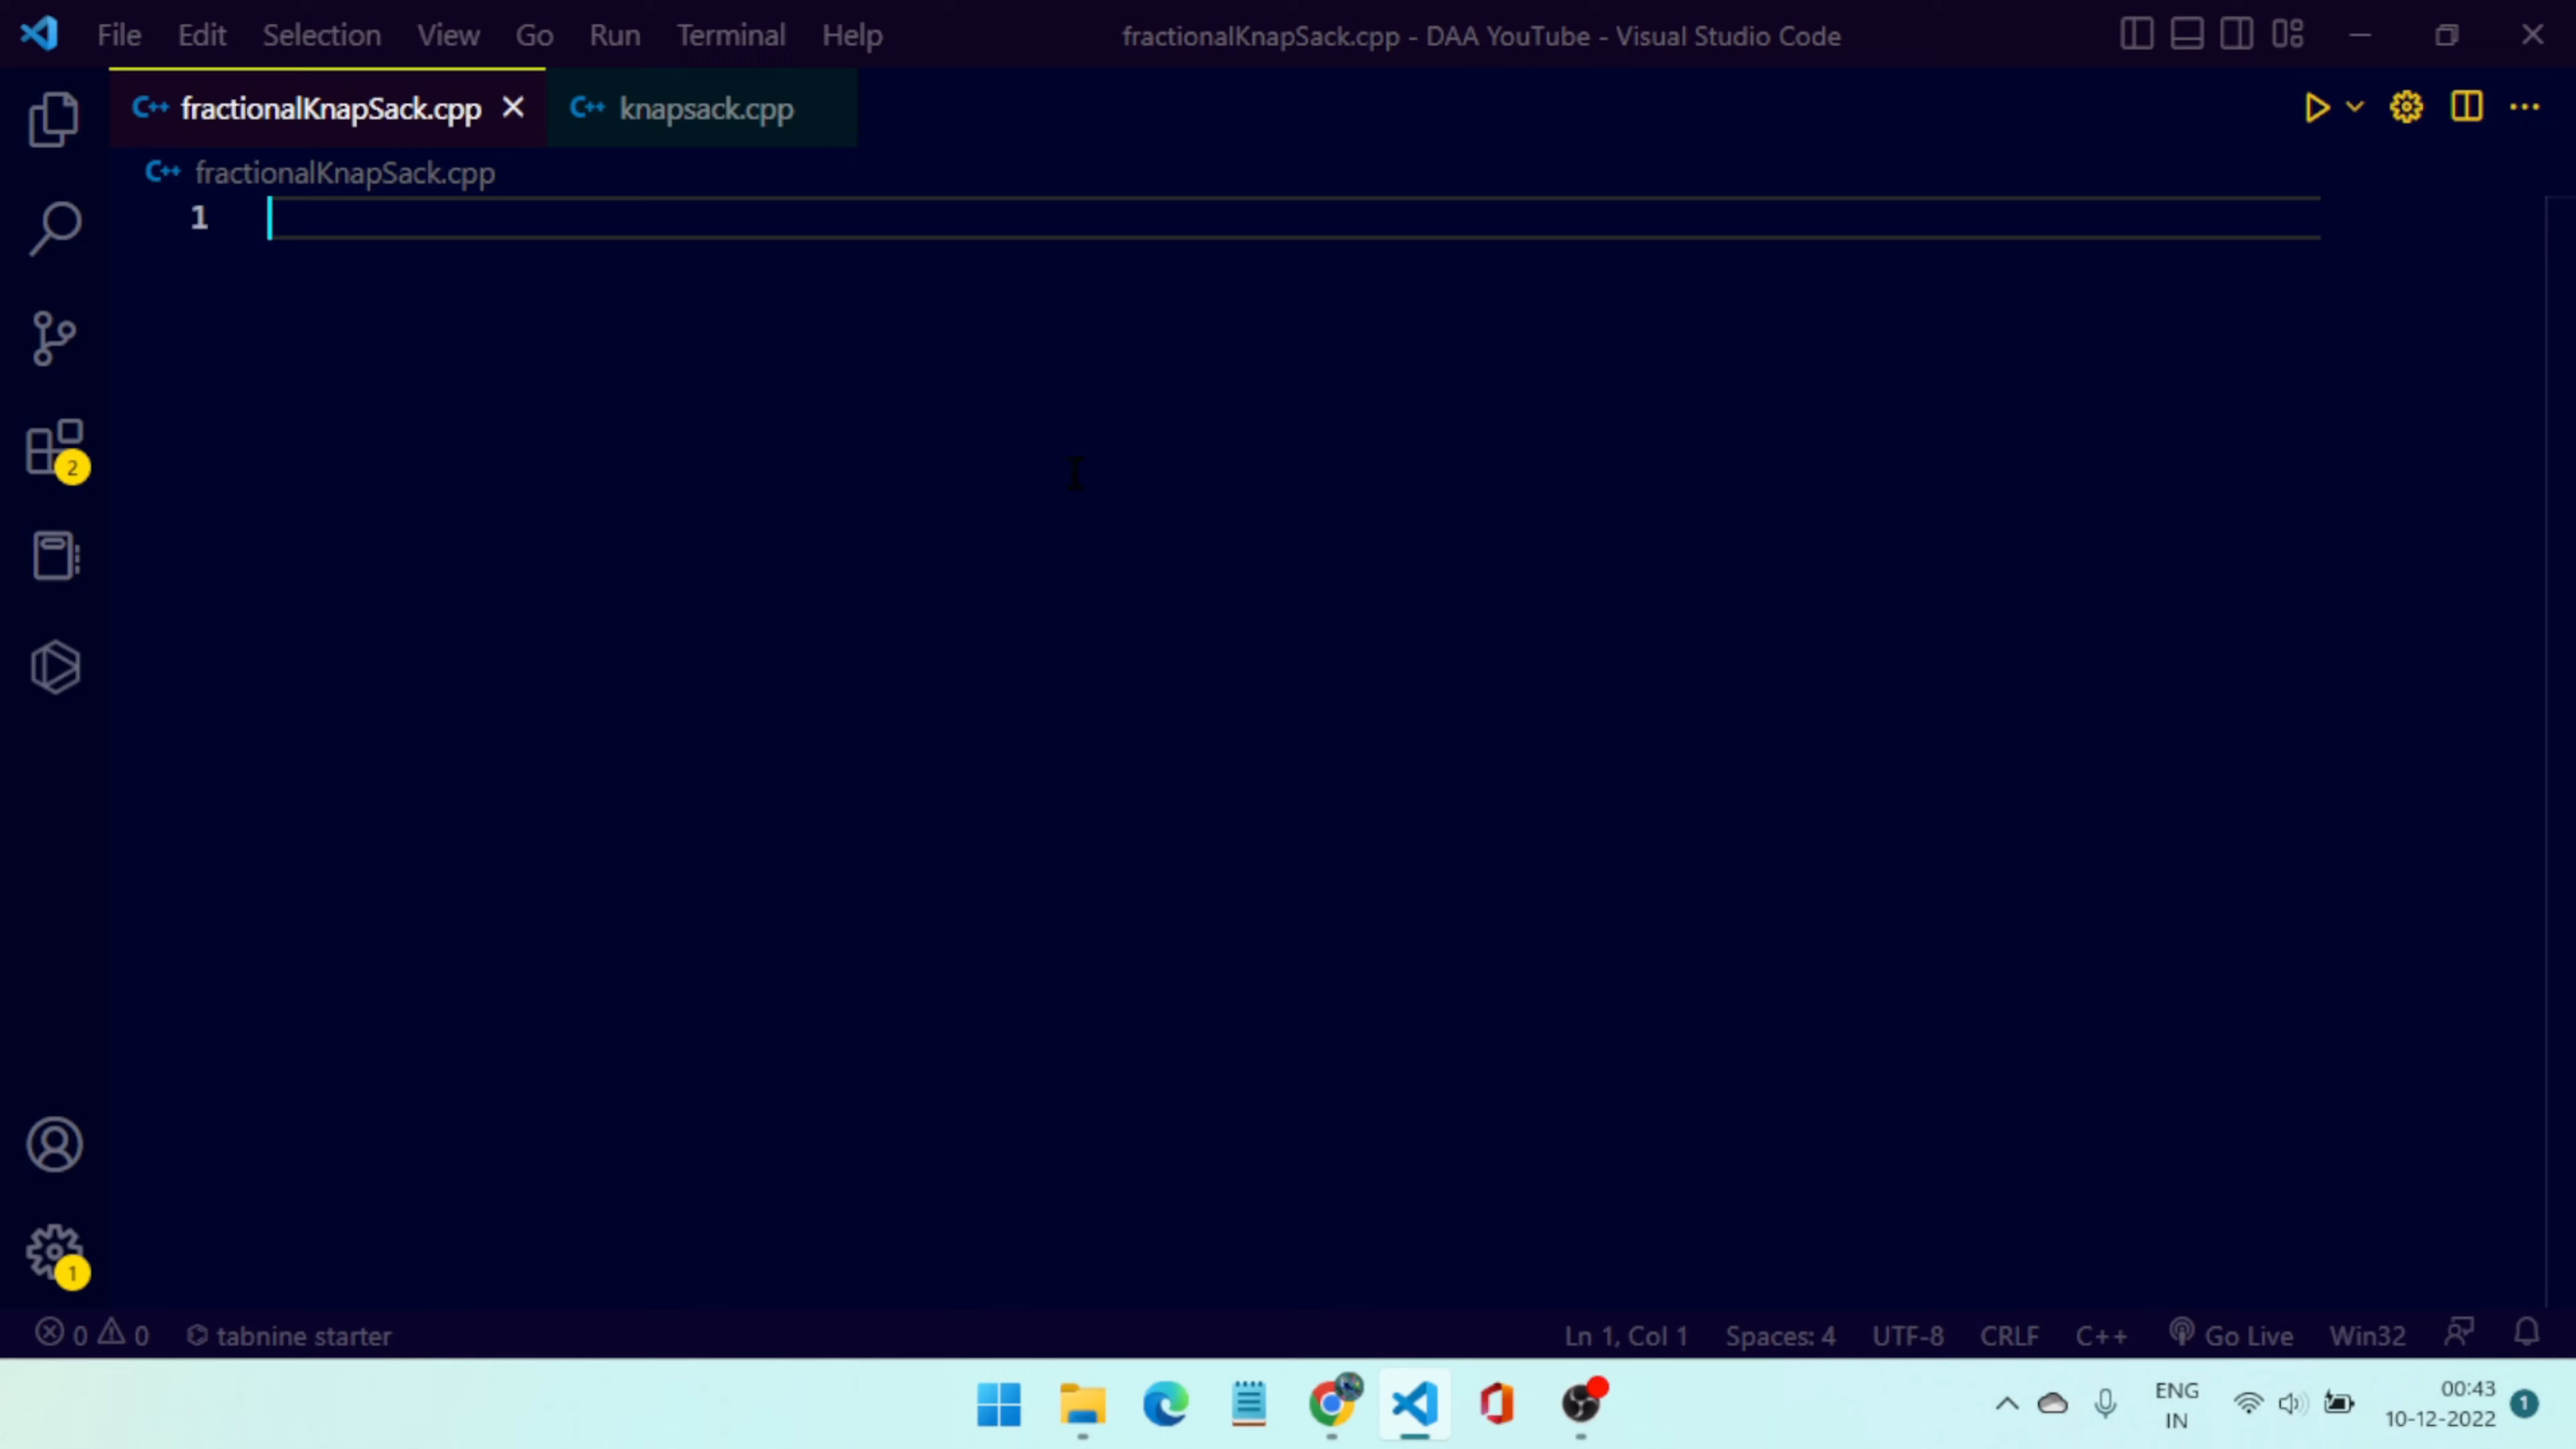 File Edit Selection View Go Run Terminal Help fractionalKnapSack.cpp - DAA YouTube - Visual Studio Code
C++ fractionalKnapSack.cpp C++ knapsack.cpp
C++ fractionalKnapSack.cpp
1
2
1
0 0 tabnine starter Ln 1, Col 1 Spaces: 4 UTF-8 CRLF C++ Go Live Win32
ENG
IN
00:43
10-12-2022
1